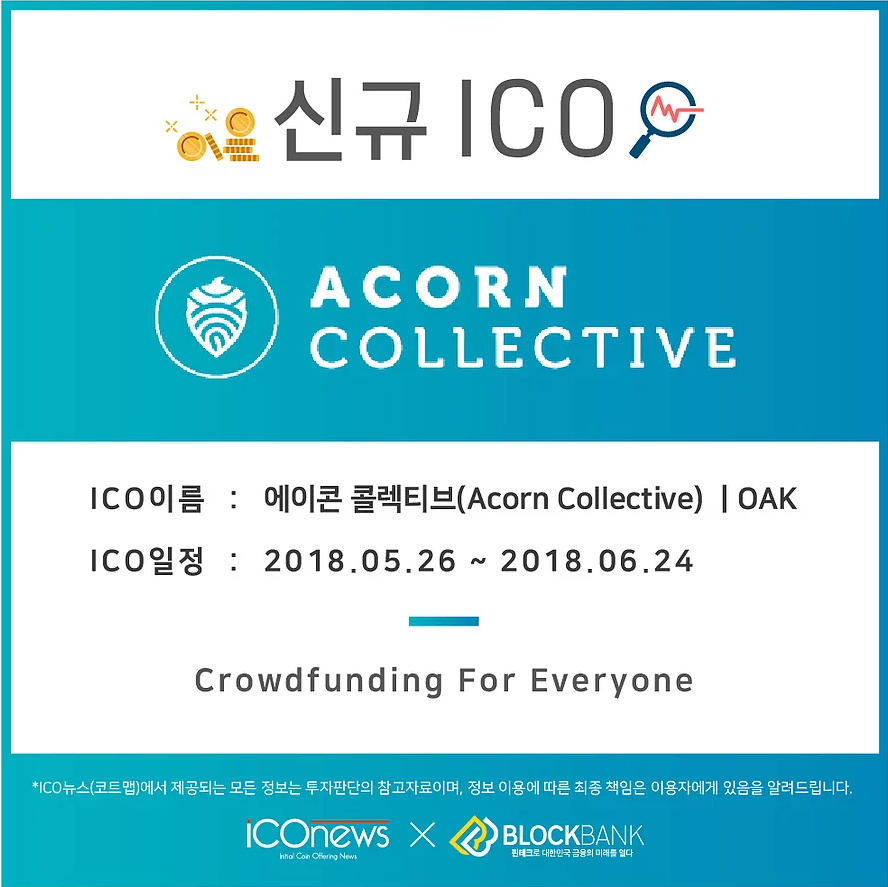 신규 ICO
ACORN
COLLECTIVE
ICO이름 : 에이콘 콜렉티브(Acorn Collective) | OAK
ICO일정 : 2018.05.26 ~ 2018.06.24
Crowdfunding For Everyone
*ICO뉴스(코트맵)에서 제공되는 모든 정보는 투자판단의 참고자료이며, 정보 이용에 따른 최종 책임은 이용자에게 있음을 알려드립니다.
iCOnews × BLOCKBANK
Initial Coin Offering News
핀테크로 대한민국 금융의 미래를 열다